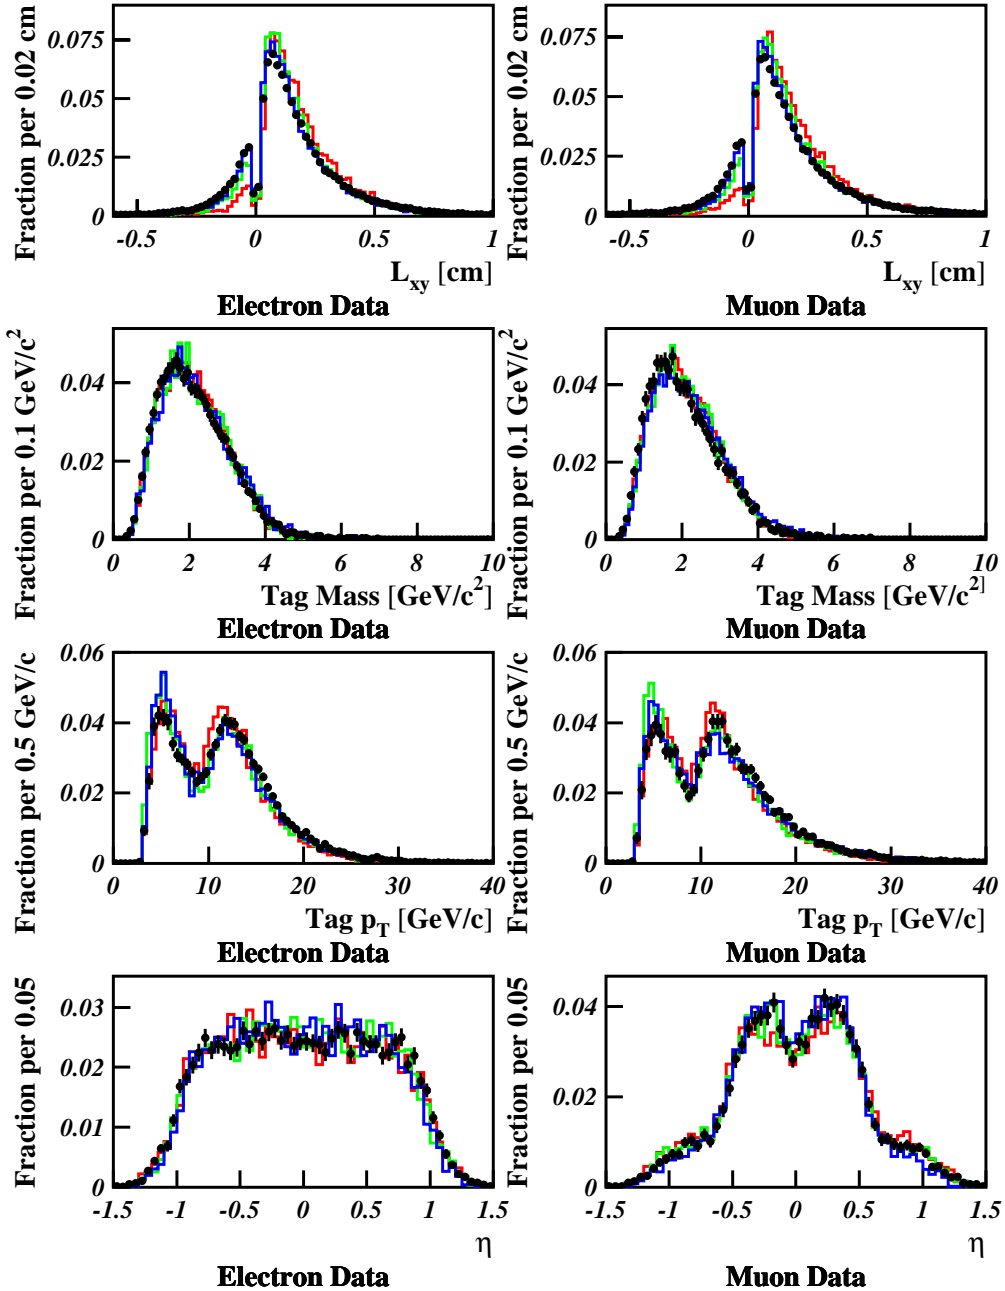 Fraction per 0.02 cm
0.075
0.05
0.025
0
-0.5 0 0.5 1
L_xy [cm]
Electron Data
Fraction per 0.02 cm
0.075
0.05
0.025
0
-0.5 0 0.5 1
L_xy [cm]
Muon Data
Fraction per 0.1 GeV/c²
0.04
0.02
0
0 2 4 6 8 10
Tag Mass [GeV/c²]
Electron Data
Fraction per 0.1 GeV/c²
0.04
0.02
0
0 2 4 6 8 10
Tag Mass [GeV/c²]
Muon Data
Fraction per 0.5 GeV/c
0.06
0.04
0.02
0
0 10 20 30 40
Tag p_T [GeV/c]
Electron Data
Fraction per 0.5 GeV/c
0.06
0.04
0.02
0
0 10 20 30 40
Tag p_T [GeV/c]
Muon Data
Fraction per 0.05
0.03
0.02
0.01
0
-1.5 -1 -0.5 0 0.5 1 1.5
η
Electron Data
Fraction per 0.05
0.04
0.02
0
-1.5 -1 -0.5 0 0.5 1 1.5
η
Muon Data